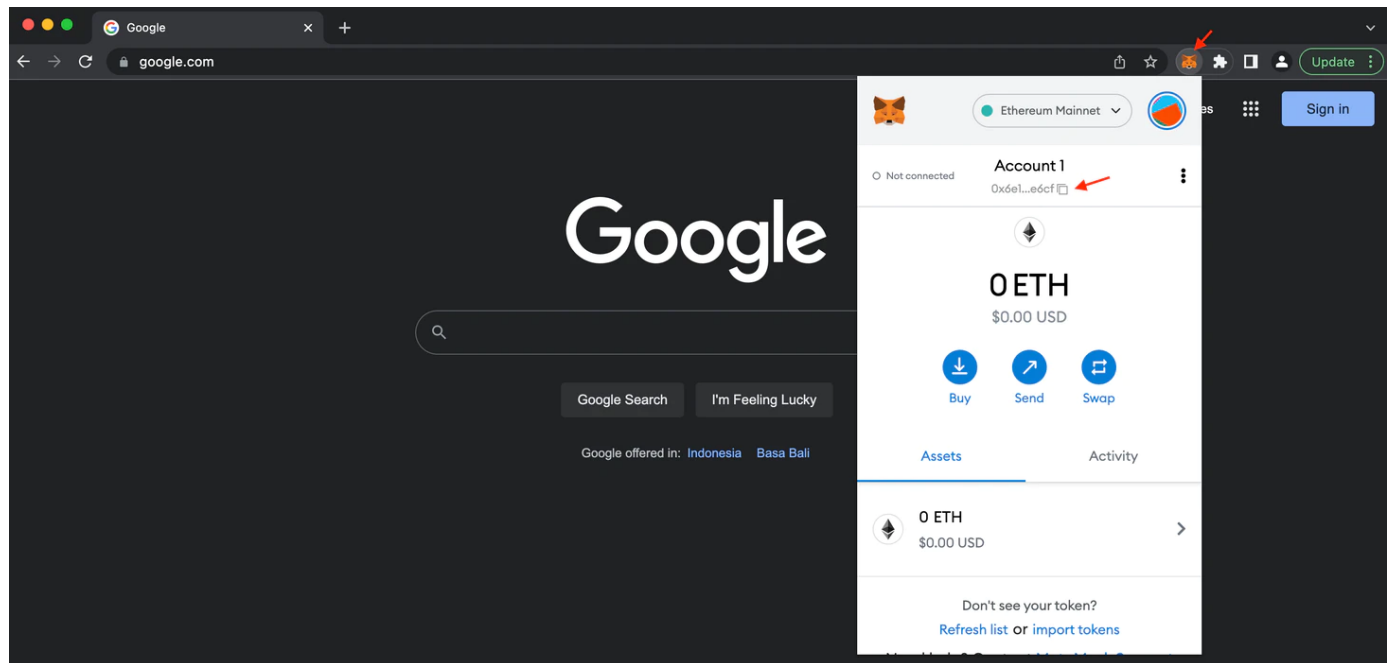 Google
google.com
Update
Ethereum Mainnet
es
Sign in
Not connected
Account 1
0x6e1...e6cf
Google
0 ETH
$0.00 USD
Buy
Send
Swap
Google Search
I'm Feeling Lucky
Google offered in: Indonesia Basa Bali
Assets
Activity
0 ETH
$0.00 USD
Don't see your token?
Refresh list or import tokens